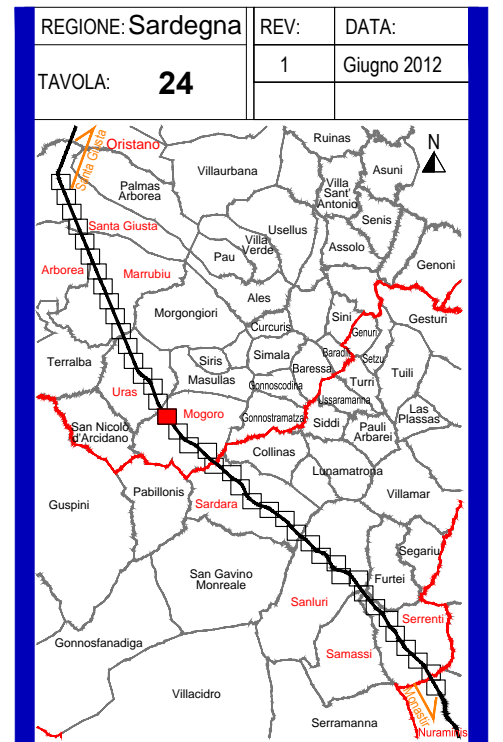 REGIONE: Sardegna
REV:
DATA:
TAVOLA: 24
1
Giugno 2012
Santa Giusta
Oristano
Ruinas
N
Villaurbana
Asuni
Palmas
Arborea
Villa
Sant'
Antonio
Senis
Santa Giusta
Usellus
Villa
Verde
Assolo
Pau
Genoni
Arborea
Marrubiu
Ales
Morgongiori
Sini
Gesturi
Curcuris
Genuri
Terralba
Siris
Simala
Baradili
Setzu
Baressa
Tuili
Masullas
Turri
Uras
Gonnoscodina
Ussaramanna
Mogoro
Gonnostramatza
Siddi
Las
Plassas
San Nicolò
d'Arcidano
Pauli
Arbarei
Collinas
Lunamatrona
Pabillonis
Villamar
Guspini
Sardara
Segariu
San Gavino
Monreale
Furtei
Sanluri
Serrenti
Gonnosfanadiga
Samassi
Villacidro
Monastir
Serramanna
Nuraminis